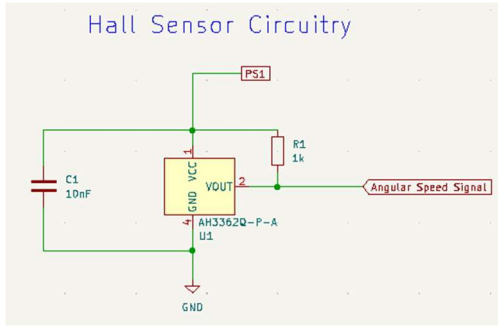 Hall Sensor Circuitry
PS1
R1
1k
1
VCC
C1
10nF
VOUT
2
Angular Speed Signal
GND
4
AH3362Q-P-A
U1
GND